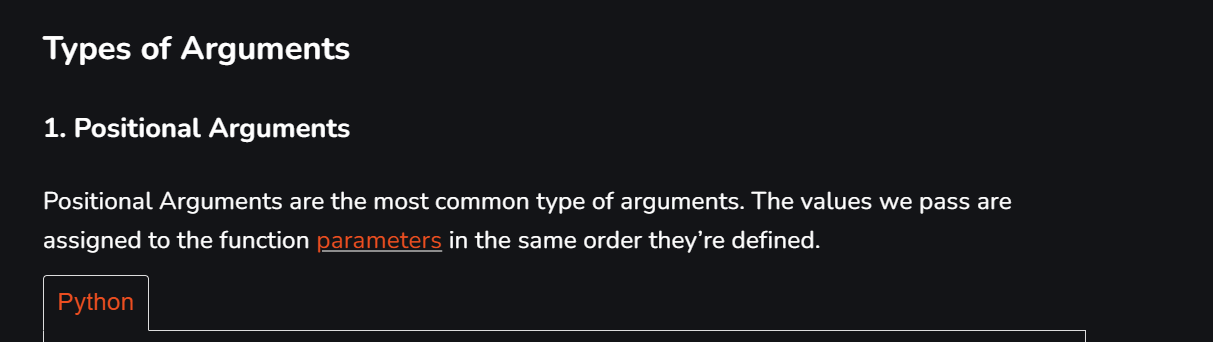 Types of Arguments
1. Positional Arguments
Positional Arguments are the most common type of arguments. The values we pass are
assigned to the function parameters in the same order they’re defined.
Python